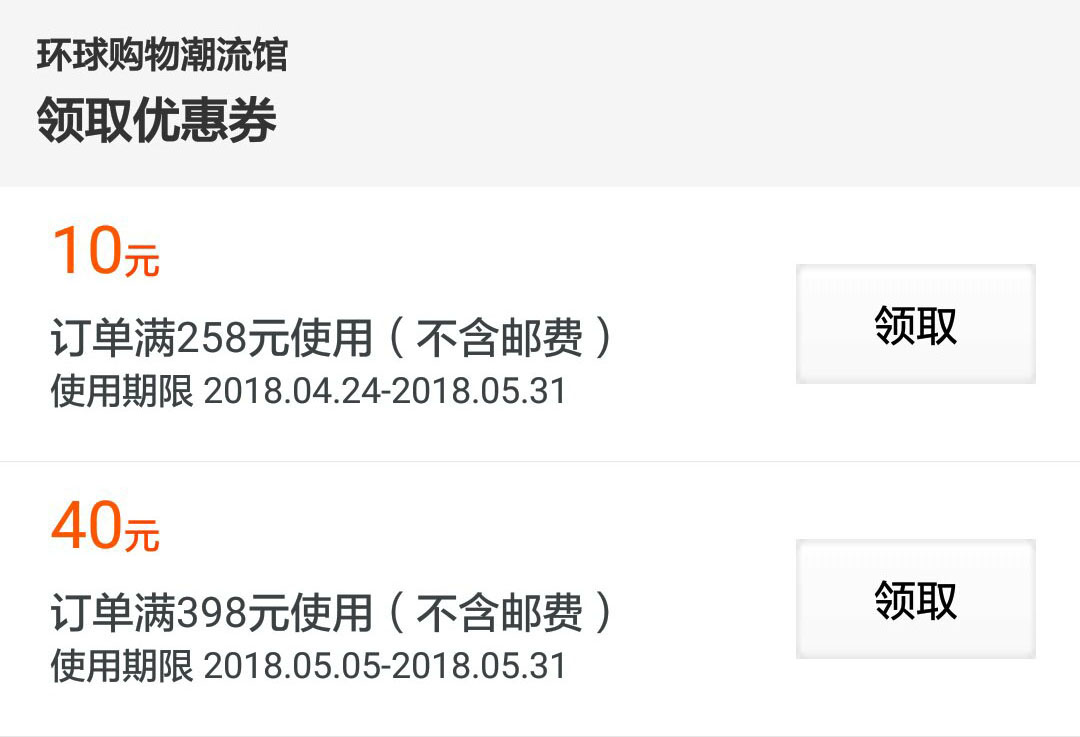 环球购物潮流馆
领取优惠券
10元
订单满258元使用（不含邮费）
领取
使用期限 2018.04.24-2018.05.31
40元
订单满398元使用（不含邮费）
领取
使用期限 2018.05.05-2018.05.31